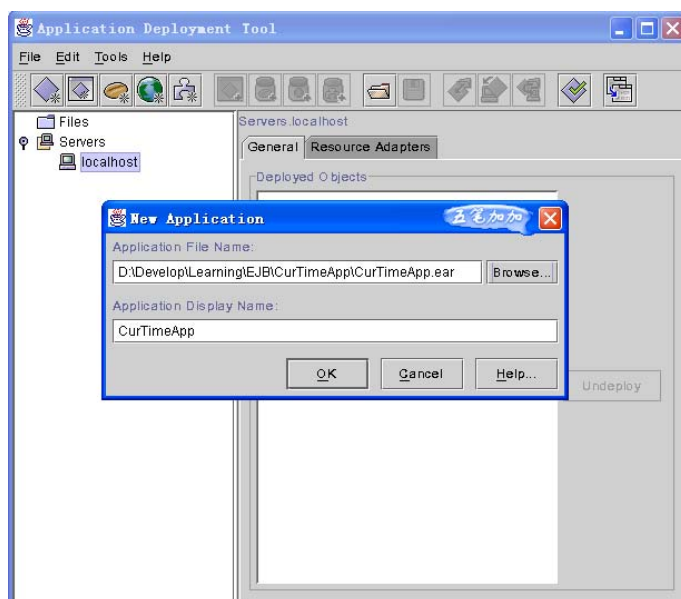 Application Deployment Tool
File Edit Tools Help
Files
Servers
localhost
Servers.localhost
General Resource Adapters
Deployed Objects
New Application
五笔加加
Application File Name:
D:\Develop\Learning\EJB\CurTimeApp\CurTimeApp.ear
Browse...
Application Display Name:
CurTimeApp
OK Cancel Help...
Undeploy